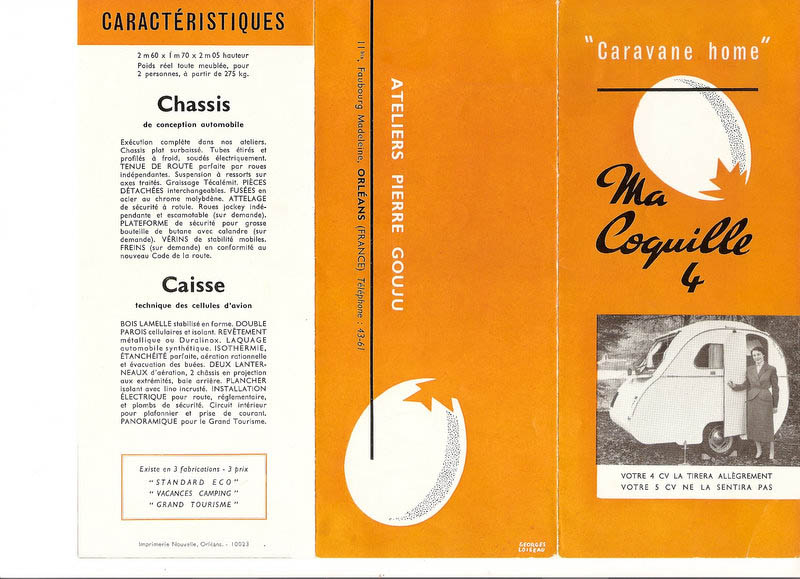 CARACTÉRISTIQUES
2 m 60 x 1 m 70 x 2 m 05 hauteur
Poids réel toute meublée, pour
2 personnes, à partir de 275 kg.
Chassis
de conception automobile
Exécution complète dans nos ateliers.
Chassis plat surbaissé. Tubes étirés et
profilés à froid, soudés électriquement.
TENUE DE ROUTE parfaite par roues
indépendantes. Suspension à ressorts sur
axes traités. Graissage Técalémit. PIÈCES
DÉTACHÉES interchangeables. FUSÉES en
acier au chrome molybdène. ATTELAGE
de sécurité à rotule. Roues jockey indé-
pendante et escamotable (sur demande).
PLATEFORME de sécurité pour grosse
bouteille de butane avec calandre (sur
demande). VÉRINS de stabilité mobiles.
FREINS (sur demande) en conformité au
nouveau Code de la route.
Caisse
technique des cellules d'avion
BOIS LAMELLE stabilisé en forme. DOUBLE
PAROIS cellulaires et isolant. REVÊTEMENT
métallique ou Duralinox. LAQUAGE
automobile synthétique. ISOTHERMIE,
ÉTANCHÉITÉ parfaite, aération rationnelle
et évacuation des buées. DEUX LANTER-
NEAUX d'aération, 2 châssis en projection
aux extrémités, baie arrière. PLANCHER
isolant avec lino incrusté. INSTALLATION
ÉLECTRIQUE pour route, réglementaire,
et plombs de sécurité. Circuit intérieur
pour plafonnier et prise de courant.
PANORAMIQUE pour le Grand Tourisme.
Existe en 3 fabrications - 3 prix
"STANDARD ECO"
"VACANCES CAMPING"
"GRAND TOURISME"
Imprimerie Nouvelle, Orléans. - 10023
ATELIERS PIERRE GOUJU
11bis, Faubourg Madeleine, ORLÉANS (FRANCE) Téléphone : 43-61
GEORGES
LOISEAU
"Caravane home"
Ma
Coquille
4
VOTRE 4 CV LA TIRERA ALLÈGREMENT
VOTRE 5 CV NE LA SENTIRA PAS